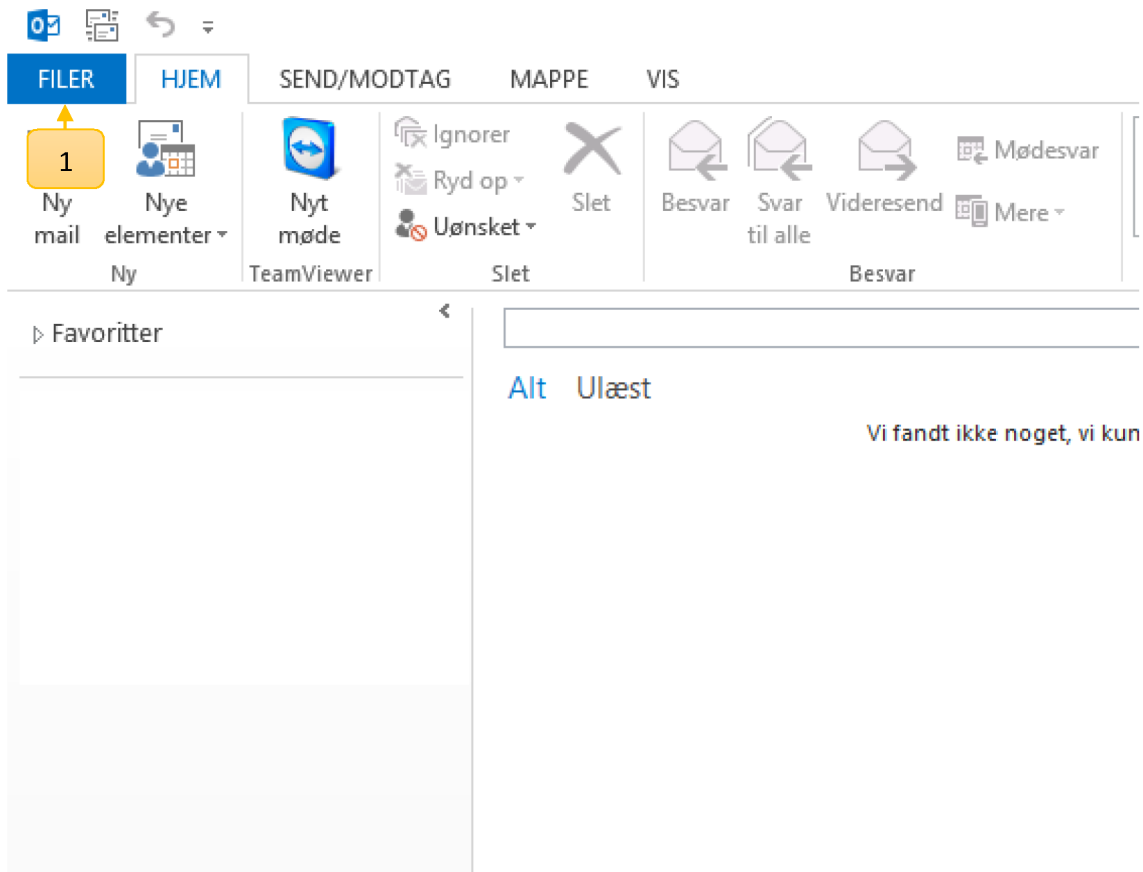 FILER HJEM SEND/MODTAG MAPPE VIS
1
Ny mail
Nye elementer
Ny
Nyt møde
TeamViewer
Ignorer
Ryd op
Uønsket
Slet
Slet
Besvar
Svar til alle
Videresend
Mødesvar
Mere
Besvar
Favoritter
Alt Ulæst
Vi fandt ikke noget, vi kun